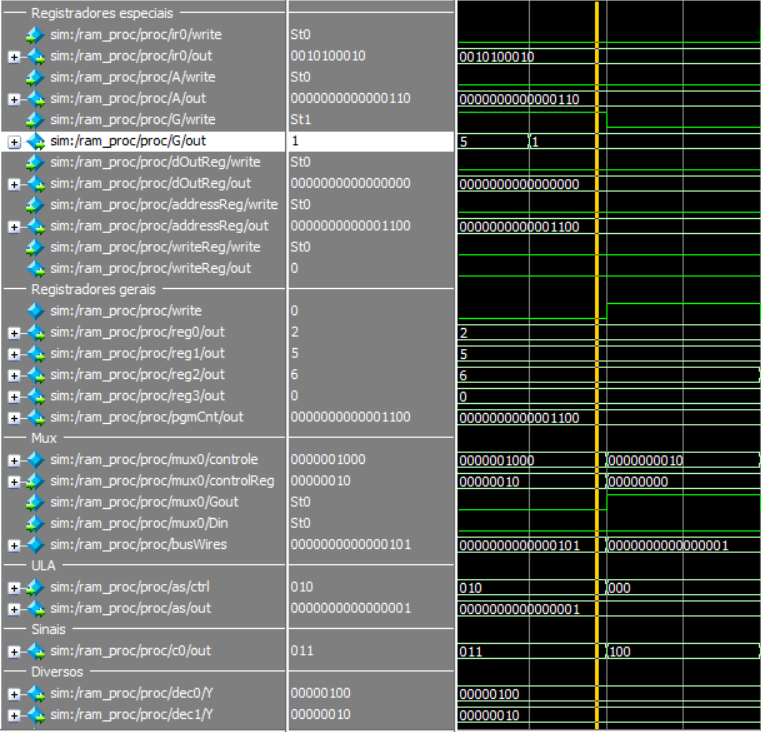 Registradores especiais
sim:/ram_proc/proc/ir0/write St0
sim:/ram_proc/proc/ir0/out 0010100010 0010100010
sim:/ram_proc/proc/A/write St0
sim:/ram_proc/proc/A/out 0000000000000110 0000000000000110
sim:/ram_proc/proc/G/write St1
sim:/ram_proc/proc/G/out 1 5 1
sim:/ram_proc/proc/dOutReg/write St0
sim:/ram_proc/proc/dOutReg/out 0000000000000000 0000000000000000
sim:/ram_proc/proc/addressReg/write St0
sim:/ram_proc/proc/addressReg/out 0000000000001100 0000000000001100
sim:/ram_proc/proc/writeReg/write St0
sim:/ram_proc/proc/writeReg/out 0
Registradores gerais
sim:/ram_proc/proc/write 0
sim:/ram_proc/proc/reg0/out 2 2
sim:/ram_proc/proc/reg1/out 5 5
sim:/ram_proc/proc/reg2/out 6 6
sim:/ram_proc/proc/reg3/out 0 0
sim:/ram_proc/proc/pgmCnt/out 0000000000001100 0000000000001100
Mux
sim:/ram_proc/proc/mux0/controle 0000001000 0000001000 0000000010
sim:/ram_proc/proc/mux0/controlReg 00000010 00000010 00000000
sim:/ram_proc/proc/mux0/Gout St0
sim:/ram_proc/proc/mux0/Din St0
sim:/ram_proc/proc/busWires 0000000000000101 0000000000000101 0000000000000001
ULA
sim:/ram_proc/proc/as/ctrl 010 010 000
sim:/ram_proc/proc/as/out 0000000000000001 0000000000000001
Sinais
sim:/ram_proc/proc/c0/out 011 011 100
Diversos
sim:/ram_proc/proc/dec0/Y 00000100 00000100
sim:/ram_proc/proc/dec1/Y 00000010 00000010